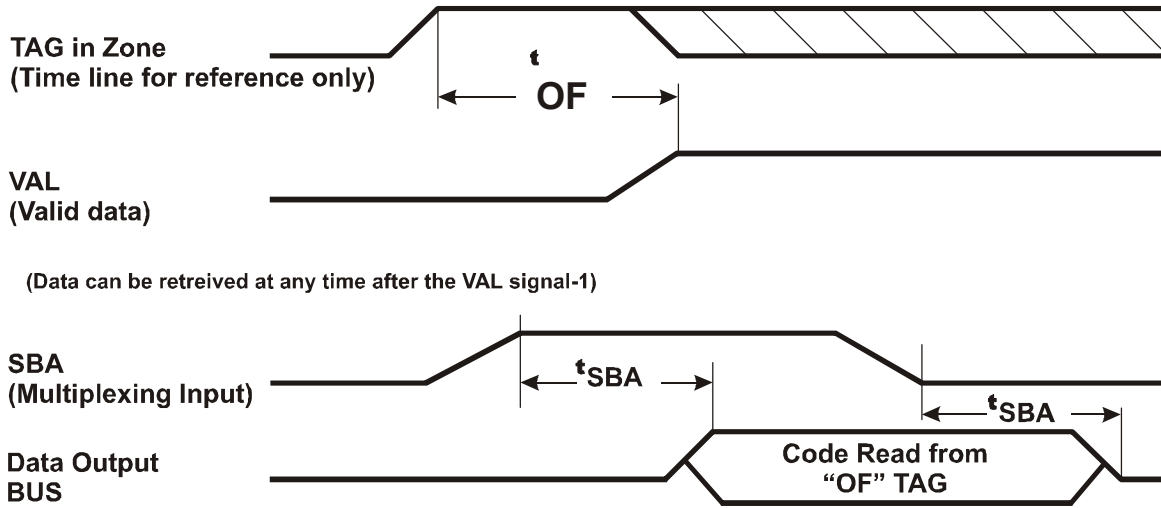 TAG in Zone
(Time line for reference only)
t
OF
VAL
(Valid data)
(Data can be retreived at any time after the VAL signal-1)
SBA
(Multiplexing Input)
tSBA
tSBA
Data Output
BUS
Code Read from
“OF” TAG